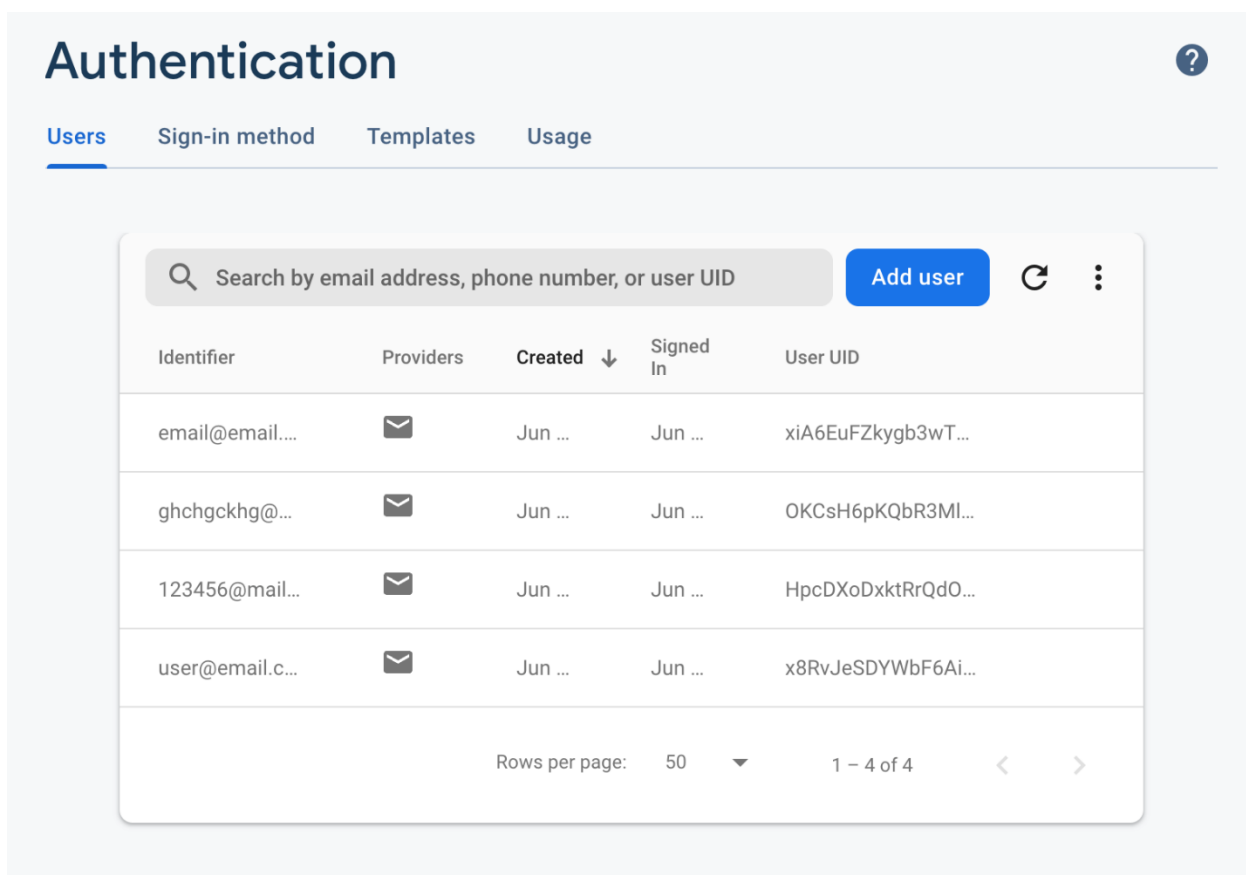 Authentication
?
Users Sign-in method Templates Usage
Search by email address, phone number, or user UID Add user
Identifier Providers Created Signed In User UID
email@email.... Jun ... Jun ... xiA6EuFZkygb3wT...
ghchgckhg@... Jun ... Jun ... OKCsH6pKQbR3Ml...
123456@mail... Jun ... Jun ... HpcDXoDxktRrQdO...
user@email.c... Jun ... Jun ... x8RvJeSDYWbF6Ai...
Rows per page: 50 1 – 4 of 4